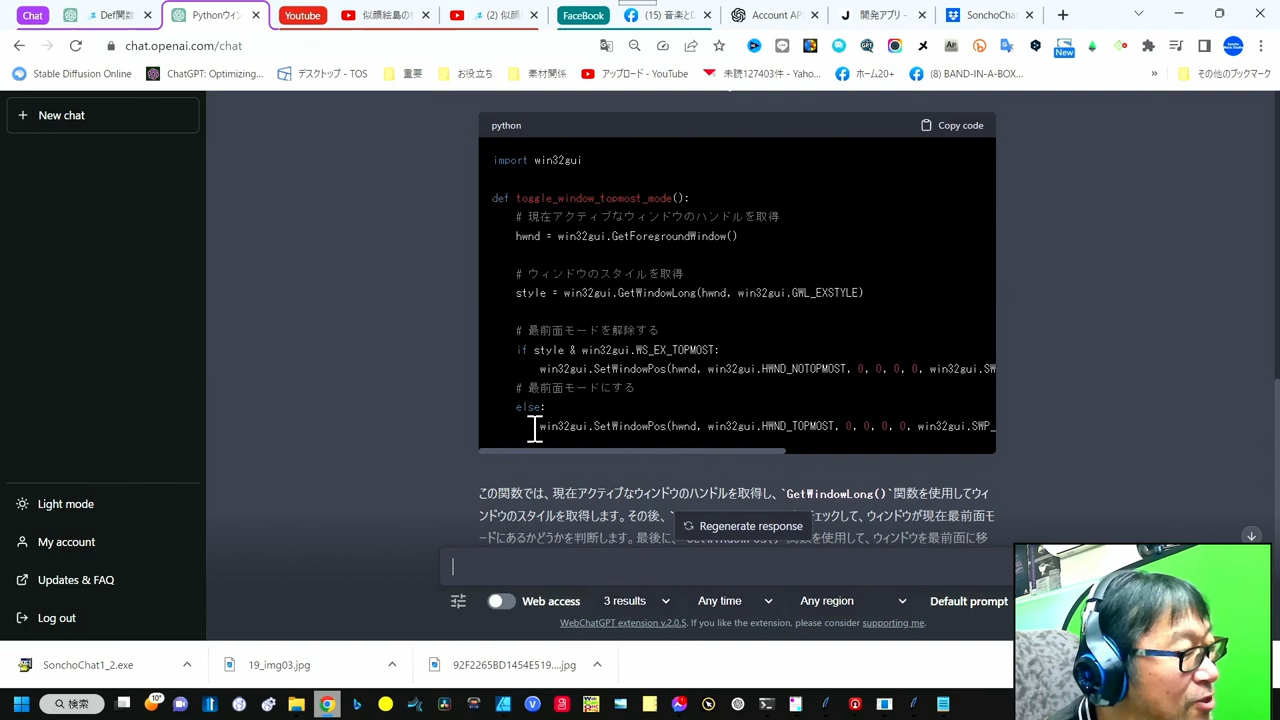 Chat
Def関数
Pythonウィン
Youtube
似顔絵島の
(2) 似顔
FaceBook
(15) 音楽と
Account AP
開発アプリ -
SonchoChat
chat.openai.com/chat
New
Stable Diffusion Online
ChatGPT: Optimizing...
デスクトップ - TOS
重要
お役立ち
素材関係
アップロード - YouTube
未読127403件 - Yaho...
ホーム20+
(8) BAND-IN-A-BOX...
»
その他のブックマーク
+ New chat
python
Copy code
import win32gui
def toggle_window_topmost_mode():
# 現在アクティブなウィンドウのハンドルを取得
hwnd = win32gui.GetForegroundWindow()
# ウィンドウのスタイルを取得
style = win32gui.GetWindowLong(hwnd, win32gui.GWL_EXSTYLE)
# 最前面モードを解除する
if style & win32gui.WS_EX_TOPMOST:
win32gui.SetWindowPos(hwnd, win32gui.HWND_NOTOPMOST, 0, 0, 0, 0, win32gui.SW
# 最前面モードにする
else:
win32gui.SetWindowPos(hwnd, win32gui.HWND_TOPMOST, 0, 0, 0, 0, win32gui.SWP_
この関数では、現在アクティブなウィンドウのハンドルを取得し、`GetWindowLong()`関数を使用してウィ
ンドウのスタイルを取得します。その後、
ェックして、ウィンドウが現在最前面モ
ードにあるかどうかを判断します。最後に、
関数を使用して、ウィンドウを最前面に移
Regenerate response
Light mode
My account
Updates & FAQ
Log out
Web access
3 results
Any time
Any region
Default prompt
WebChatGPT extension v.2.0.5. If you like the extension, please consider supporting me.
SonchoChat1_2.exe
19_img03.jpg
92F2265BD1454E519....jpg
検索
10°